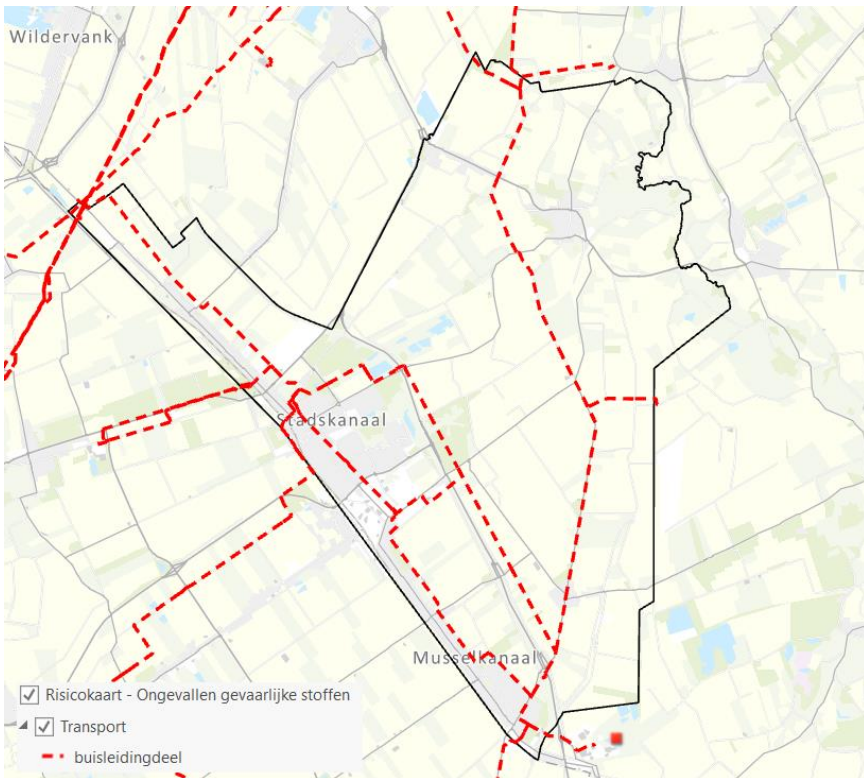 Wildervank
Stadskanaal
Musselkanaal
Risicokaart - Ongevallen gevaarlijke stoffen
Transport
buisleidingdeel